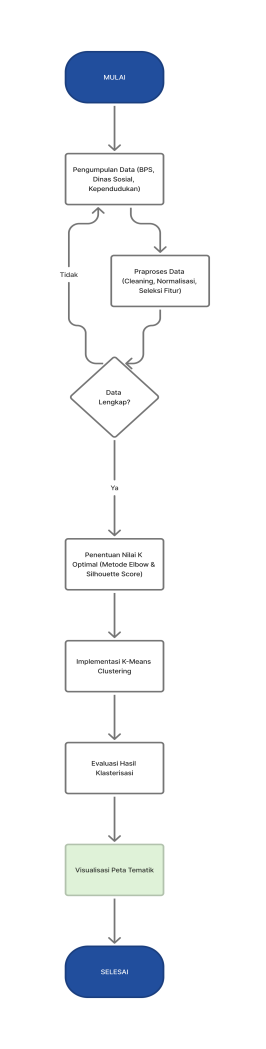 MULAI
Pengumpulan Data (BPS,
Dinas Sosial,
Kependudukan)
Praproses Data
(Cleaning, Normalisasi,
Seleksi Fitur)
Tidak
Data
Lengkap?
Ya
Penentuan Nilai K
Optimal (Metode Elbow &
Silhouette Score)
Implementasi K-Means
Clustering
Evaluasi Hasil
Klasterisasi
Visualisasi Peta Tematik
SELESAI